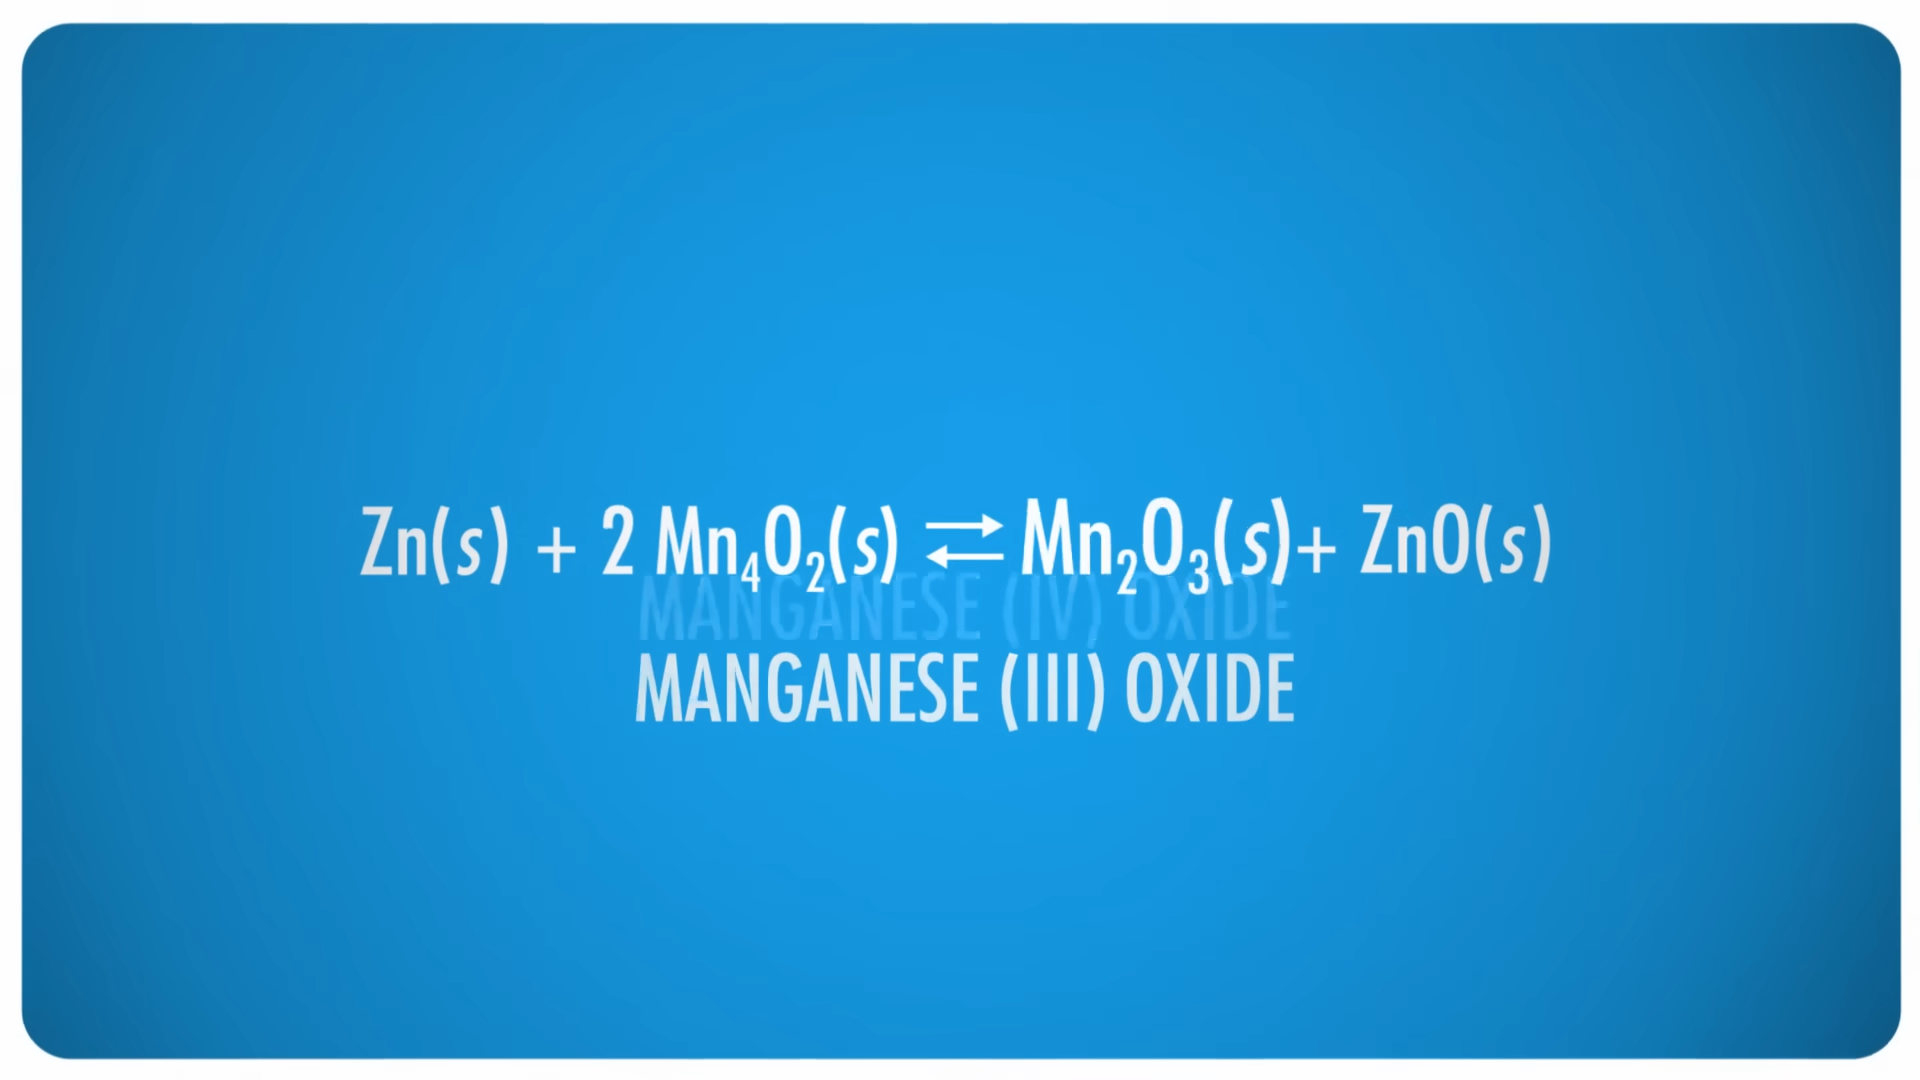 Zn(s) + 2 Mn₄O₂(s) ⇄ Mn₂O₃(s)+ ZnO(s)
MANGANESE (IV) OXIDE
MANGANESE (III) OXIDE